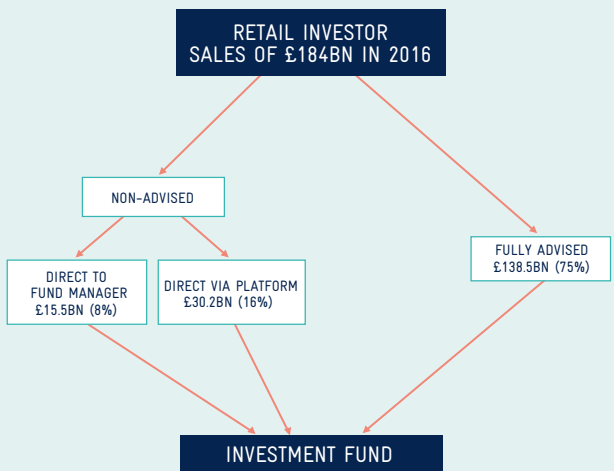 RETAIL INVESTOR
SALES OF £184BN IN 2016
NON-ADVISED
FULLY ADVISED
£138.5BN (75%)
DIRECT TO
FUND MANAGER
£15.5BN (8%)
DIRECT VIA PLATFORM
£30.2BN (16%)
INVESTMENT FUND